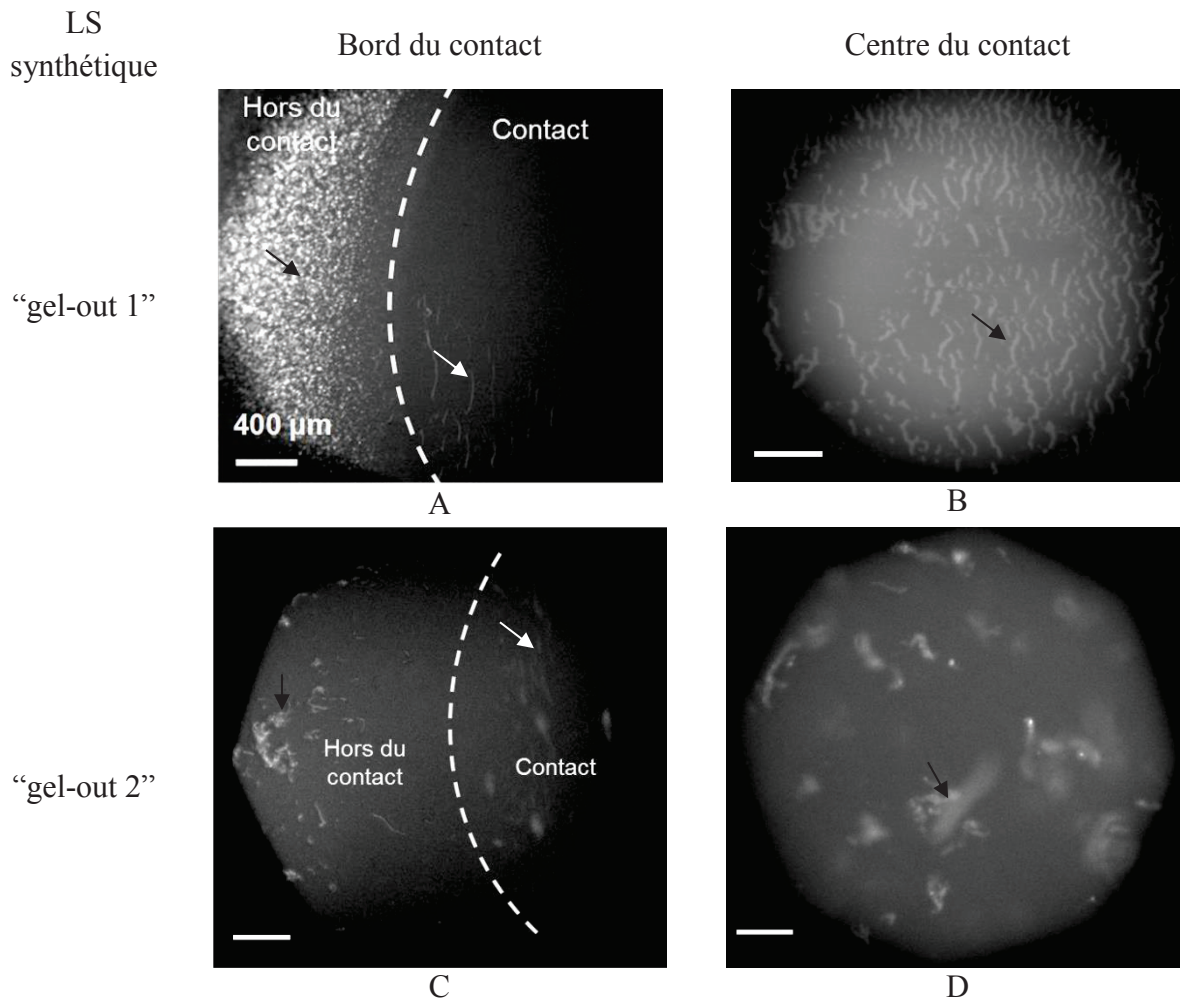 LS
synthétique
Bord du contact
Centre du contact
Hors du
contact
Contact
“gel-out 1”
400 µm
A
B
Hors du
contact
Contact
“gel-out 2”
C
D